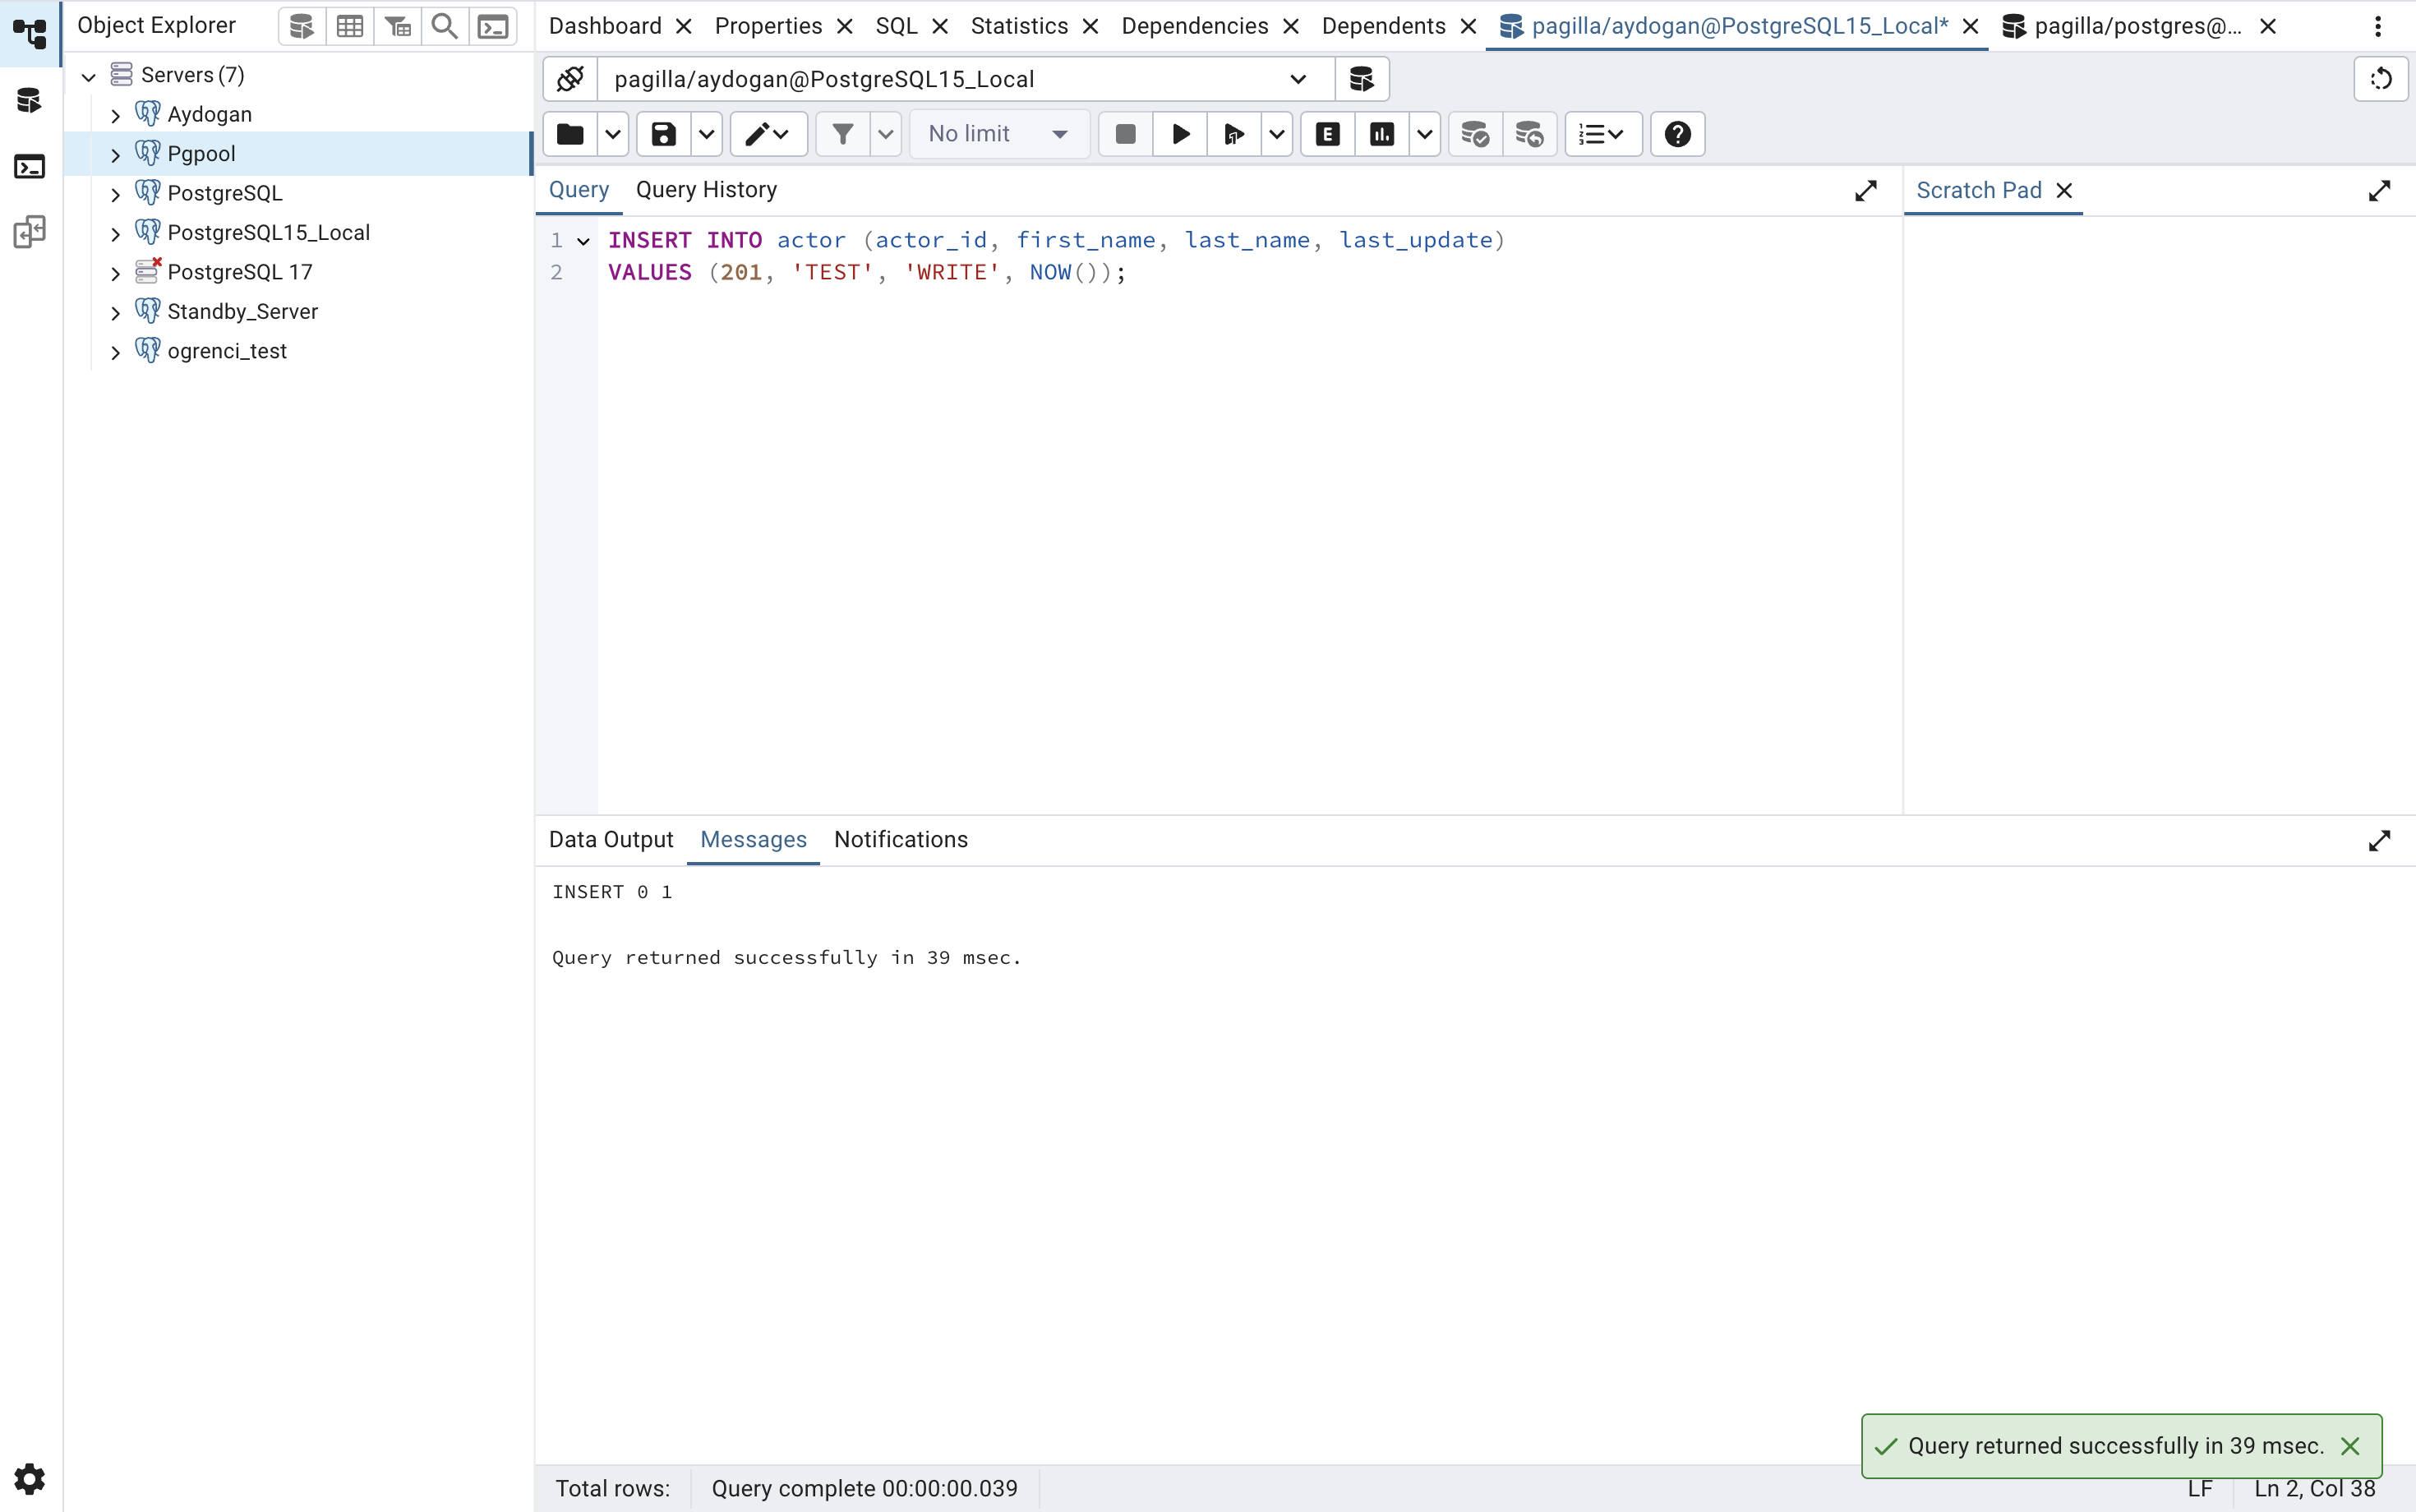 Object Explorer
Dashboard Properties SQL Statistics Dependencies Dependents pagilla/aydogan@PostgreSQL15_Local* pagilla/postgres@...
Servers (7)
Aydogan
Pgpool
PostgreSQL
PostgreSQL15_Local
PostgreSQL 17
Standby_Server
ogrenci_test
pagilla/aydogan@PostgreSQL15_Local
No limit
E
Query Query History
Scratch Pad
1 INSERT INTO actor (actor_id, first_name, last_name, last_update)
2 VALUES (201, 'TEST', 'WRITE', NOW());
Data Output Messages Notifications
INSERT 0 1
Query returned successfully in 39 msec.
Query returned successfully in 39 msec.
Total rows: Query complete 00:00:00.039 LF Ln 2, Col 38